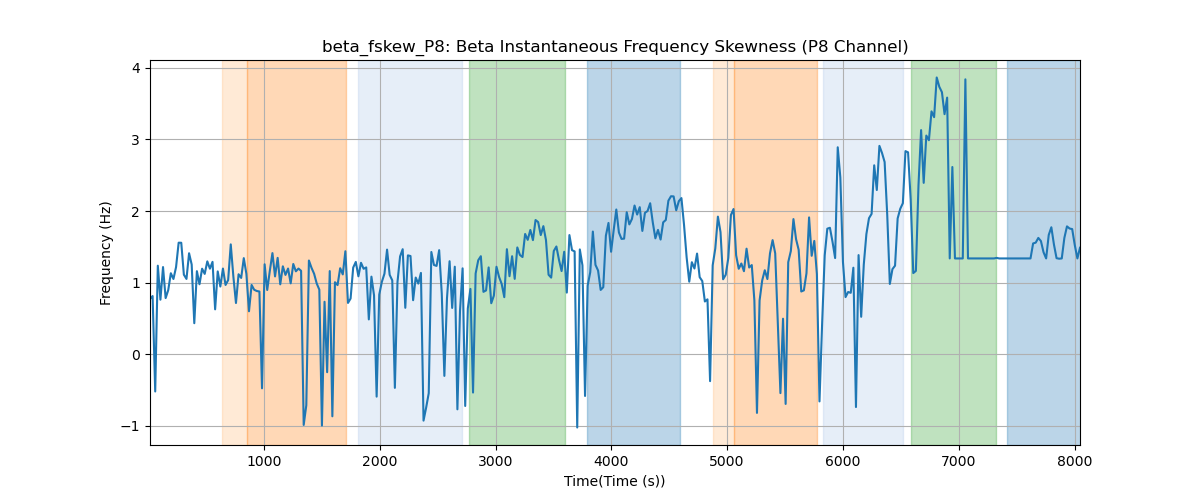 beta_fskew_P8: Beta Instantaneous Frequency Skewness (P8 Channel)
Frequency (Hz)
4
3
2
1
0
−1
1000 2000 3000 4000 5000 6000 7000 8000
Time(Time (s))